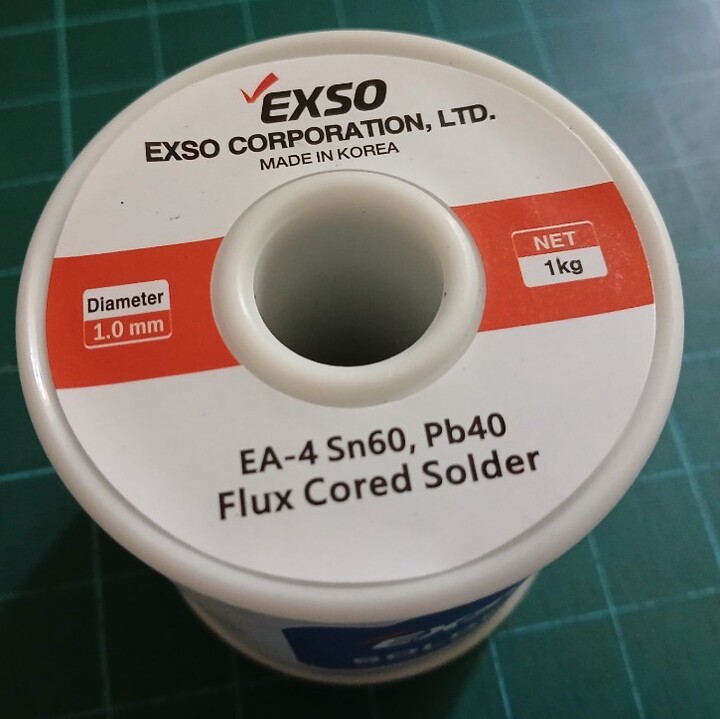 EXSO
EXSO CORPORATION, LTD.
MADE IN KOREA
NET
1kg
Diameter
1.0 mm
EA-4 Sn60, Pb40
Flux Cored Solder
EXSO